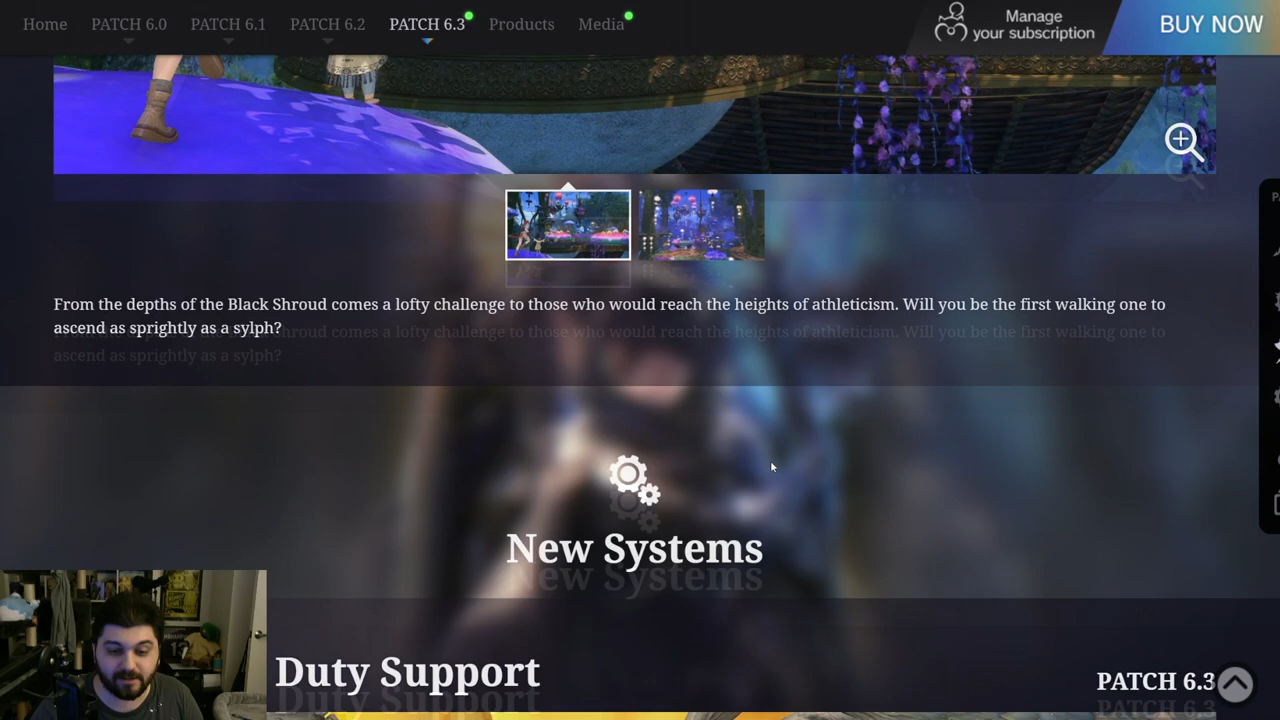 Home PATCH 6.0 PATCH 6.1 PATCH 6.2 PATCH 6.3 Products Media
Manage
your subscription
BUY NOW
From the depths of the Black Shroud comes a lofty challenge to those who would reach the heights of athleticism. Will you be the first walking one to
ascend as sprightly as a sylph?
New Systems
Duty Support
PATCH 6.3